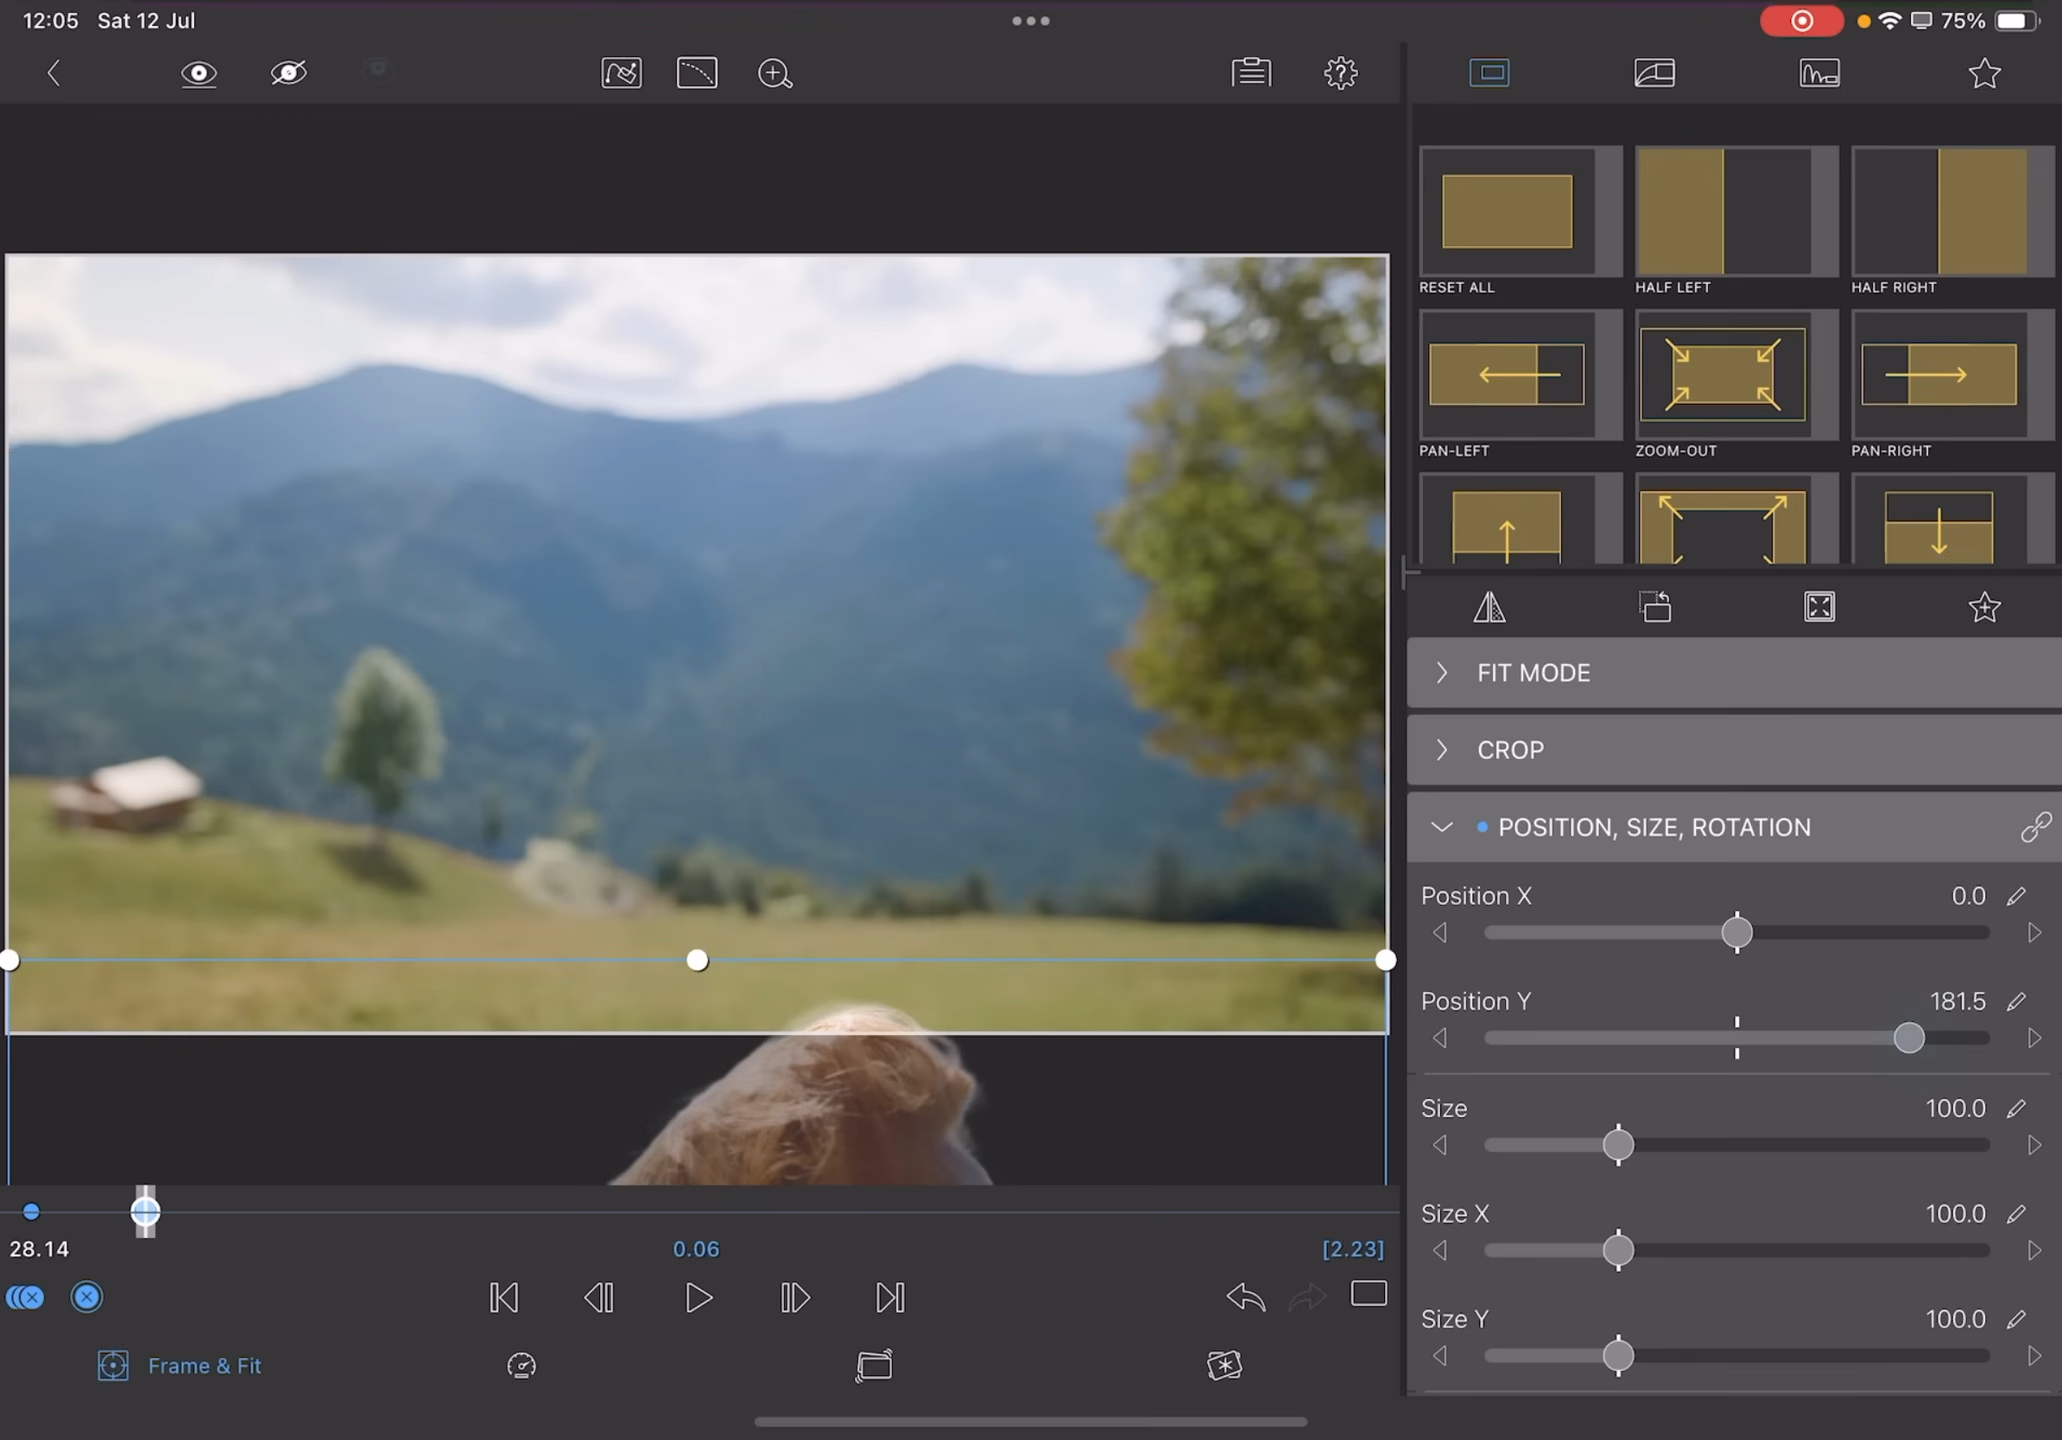 12:05 Sat 12 Jul
75%
RESET ALL
HALF LEFT
HALF RIGHT
PAN-LEFT
ZOOM-OUT
PAN-RIGHT
FIT MODE
CROP
POSITION, SIZE, ROTATION
Position X 0.0
Position Y 181.5
Size 100.0
Size X 100.0
Size Y 100.0
28.14
0.06
[2.23]
Frame & Fit